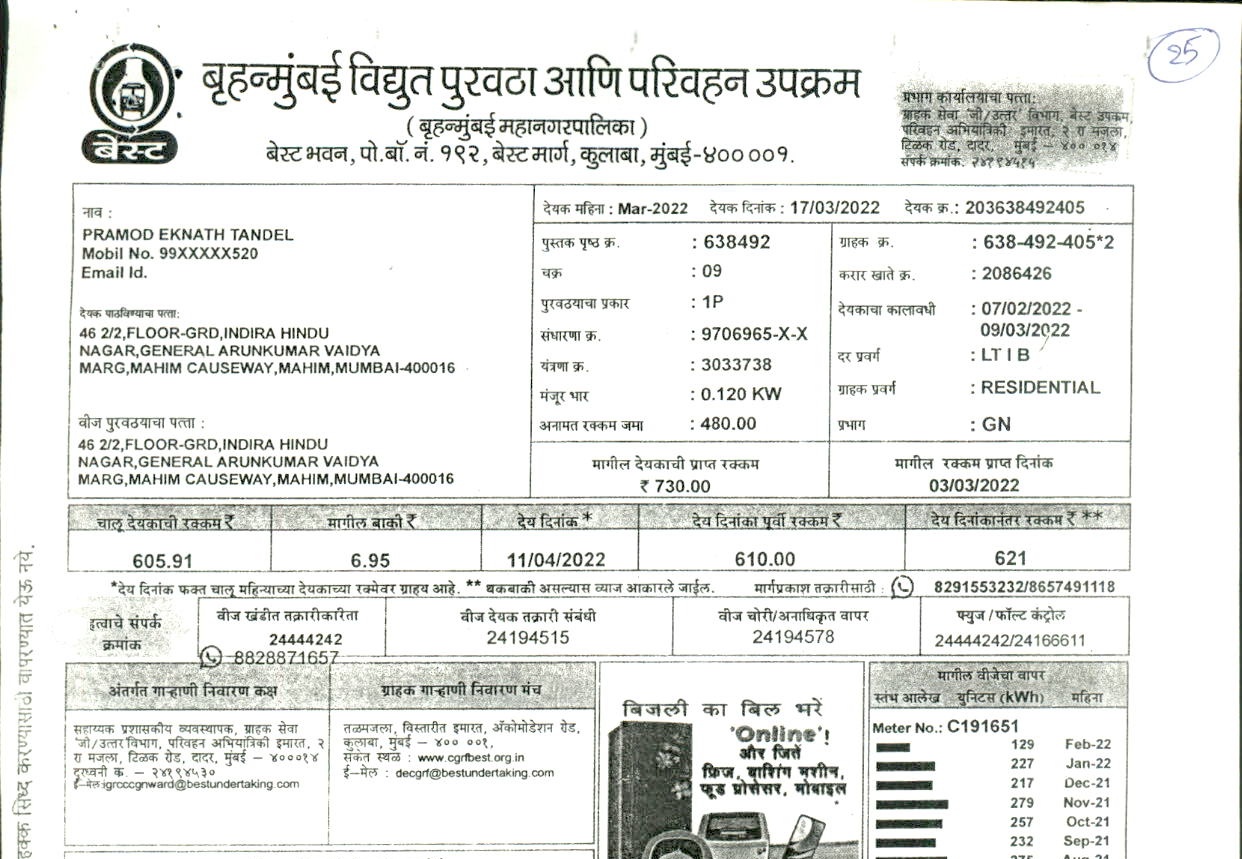 25
बृहन्मुंबई विद्युत पुरवठा आणि परिवहन उपक्रम
( बृहन्मुंबई महानगरपालिका )
बेस्ट भवन, पो.बॉ. नं. १९२, बेस्ट मार्ग, कुलाबा, मुंबई-४०० ००१.
बेस्ट
प्रभाग कार्यालयाचा पत्ता:
ग्राहक सेवा 'जी/उत्तर' विभाग, बेस्ट उपक्रम,
परिवहन अभियांत्रिकी इमारत, २ रा मजला,
टिळक रोड, दादर, मुंबई – ४०० ०१४
संपर्क क्रमांक: २४१९४५१५
नाव :
PRAMOD EKNATH TANDEL
Mobil No. 99XXXXX520
Email Id.
देयक पाठविण्याचा पत्ता:
46 2/2,FLOOR-GRD,INDIRA HINDU
NAGAR,GENERAL ARUNKUMAR VAIDYA
MARG,MAHIM CAUSEWAY,MAHIM,MUMBAI-400016
वीज पुरवठयाचा पत्ता :
46 2/2,FLOOR-GRD,INDIRA HINDU
NAGAR,GENERAL ARUNKUMAR VAIDYA
MARG,MAHIM CAUSEWAY,MAHIM,MUMBAI-400016
देयक महिना : Mar-2022 देयक दिनांक : 17/03/2022 देयक क्र.: 203638492405
पुस्तक पृष्ठ क्र. : 638492
चक्र : 09
पुरवठयाचा प्रकार : 1P
संधारणा क्र. : 9706965-X-X
यंत्रणा क्र. : 3033738
मंजूर भार : 0.120 KW
अनामत रक्कम जमा : 480.00
ग्राहक क्र. : 638-492-405*2
करार खाते क्र. : 2086426
देयकाचा कालावधी : 07/02/2022 -
09/03/2022
दर प्रवर्ग : LT I B
ग्राहक प्रवर्ग : RESIDENTIAL
प्रभाग : GN
मागील देयकाची प्राप्त रक्कम
₹ 730.00
मागील रक्कम प्राप्त दिनांक
03/03/2022
चालू देयकाची रक्कम ₹ मागील बाकी ₹ देय दिनांक * देय दिनांका पूर्वी रक्कम ₹ देय दिनांकानंतर रक्कम ₹ **
605.91 6.95 11/04/2022 610.00 621
*देय दिनांक फक्त चालू महिन्याच्या देयकाच्या रक्मेवर ग्राहय आहे. ** थकबाकी असल्यास व्याज आकारले जाईल. मार्गप्रकाश तक्रारीसाठी : 8291553232/8657491118
हत्वाचे संपर्क
क्रमांक
वीज खंडीत तक्रारीकरिता
24444242
8828871657
वीज देयक तक्रारी संबंधी
24194515
वीज चोरी/अनाधिकृत वापर
24194578
फ्युज / फॉल्ट कंट्रोल
24444242/24166611
अंतर्गत गाऱ्हाणी निवारण कक्ष
सहाय्यक प्रशासकीय व्यवस्थापक, ग्राहक सेवा
'जी/उत्तर विभाग, परिवहन अभियात्रिकी इमारत, २
रा मजला, टिळक रोड, दादर, मुंबई – ४०००१४
दुरध्वनी क. – २४१९४५३०
ई–मेल:igrcccgnward@bestundertaking.com
ग्राहक गाऱ्हाणी निवारण मंच
तळमजला, विस्तारीत इमारत, ॲकोमोडेशन रोड,
कुलाबा, मुंबई – ४०० ००१,
संकेत स्थळ : www.cgrfbest.org.in
ई–मेल : decgrf@bestundertaking.com
बिजली का बिल भरें
'Online'!
और जितें
फ्रिज, वाशिंग मशीन,
फूड प्रोसेसर, मोबाइल
मागील वीजेचा वापर
स्तंभ आलेख युनिटस (kWh) महिना
Meter No.: C191651
129 Feb-22
227 Jan-22
217 Dec-21
279 Nov-21
257 Oct-21
232 Sep-21
275 Aug-21
हक्क सिध्द करण्यासाठी वापरण्यात येऊ नये.